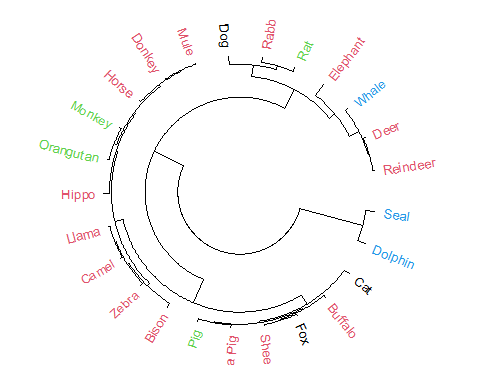 Dog
Rabb
Rat
Elephant
Whale
Deer
Reindeer
Seal
Dolphin
Cat
Buffalo
Fox
Shee
a Pig
Pig
Bison
Zebra
Camel
Llama
Hippo
Orangutan
Monkey
Horse
Donkey
Mule